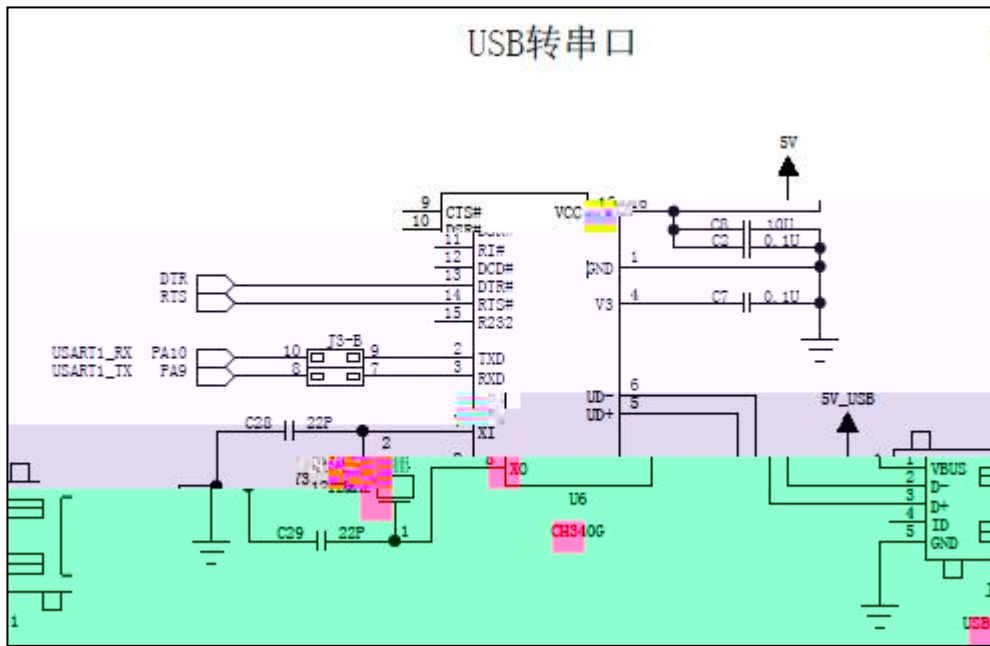 USB转串口
5V
9 CTS# VCC
10
C8 10U
11 RI# C2 0.1U
12 DCD# GND 1
DTR 13 DTR#
RTS 14 RTS# V3 4 C7 0.1U
15 R232
J3-B
USART1_RX PA10 10 9 2 TXD
USART1_TX PA9 8 7 3 RXD
UD- 6
UD+ 5
5V_USB
C28 22P XI
2
XO
1 VBUS
2 D-
3 D+
4 ID
5 GND
U6
C29 22P 1 CH340G
1 USB